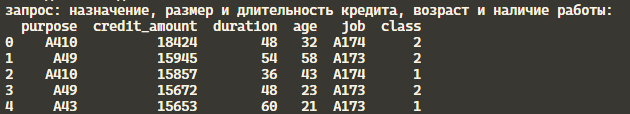 запрос: назначение, размер и длительность кредита, возраст и наличие работы:
purpose credit_amount duration age job class
0 A410 18424 48 32 A174 2
1 A49 15945 54 58 A173 2
2 A410 15857 36 43 A174 1
3 A49 15672 48 23 A173 2
4 A43 15653 60 21 A173 1